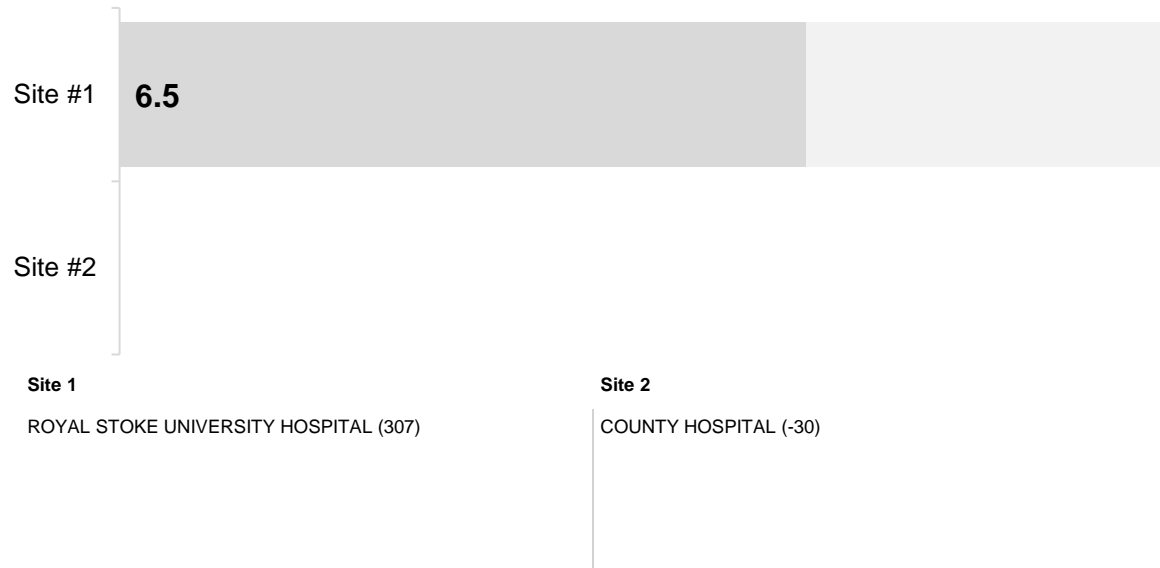 Site #1
6.5
Site #2
Site 1
Site 2
ROYAL STOKE UNIVERSITY HOSPITAL (307)
COUNTY HOSPITAL (-30)